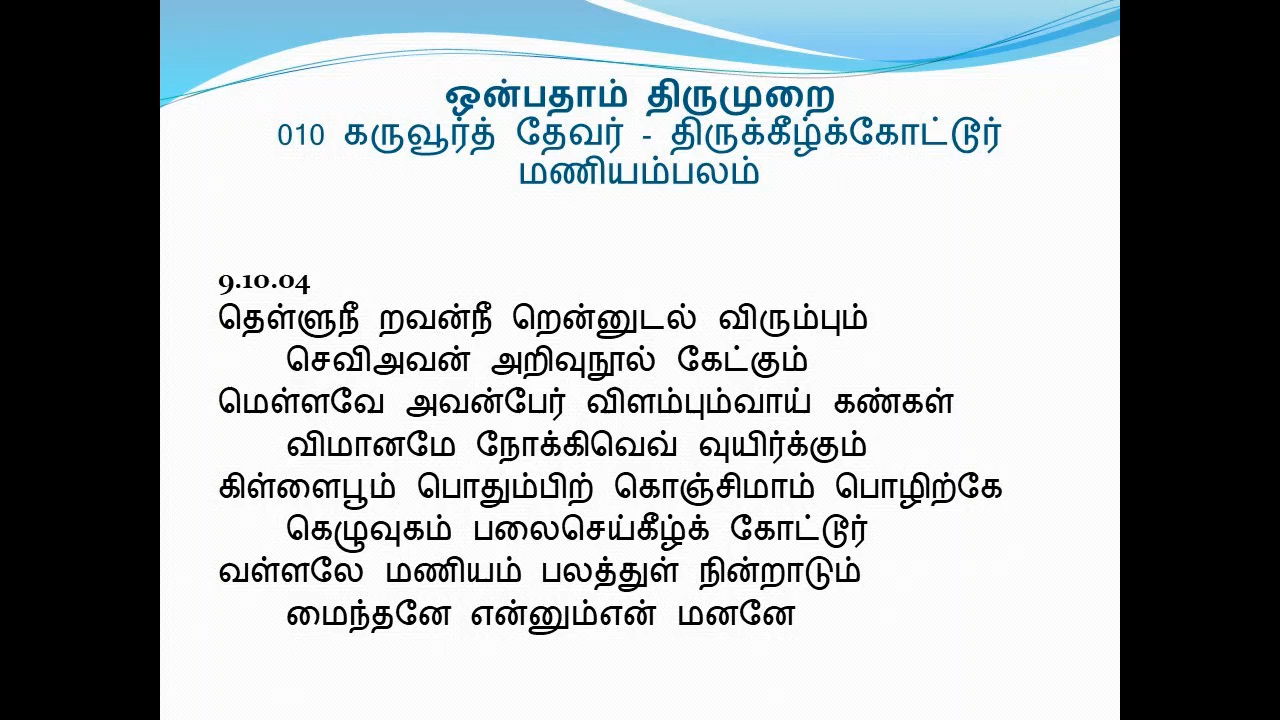 ஒன்பதாம் திருமுறை
010 கருவூர்த் தேவர் - திருக்கீழ்க்கோட்டூர்
மணியம்பலம்
9.10.04
தெள்ளுநீ றவன்நீ றென்னுடல் விரும்பும்
செவிஅவன் அறிவுநூல் கேட்கும்
மெள்ளவே அவன்பேர் விளம்பும்வாய் கண்கள்
விமானமே நோக்கிவெவ் வுயிர்க்கும்
கிள்ளைபூம் பொதும்பிற் கொஞ்சிமாம் பொழிற்கே
கெழுவுகம் பலைசெய்கீழ்க் கோட்டூர்
வள்ளலே மணியம் பலத்துள் நின்றாடும்
மைந்தனே என்னும்என் மனனே